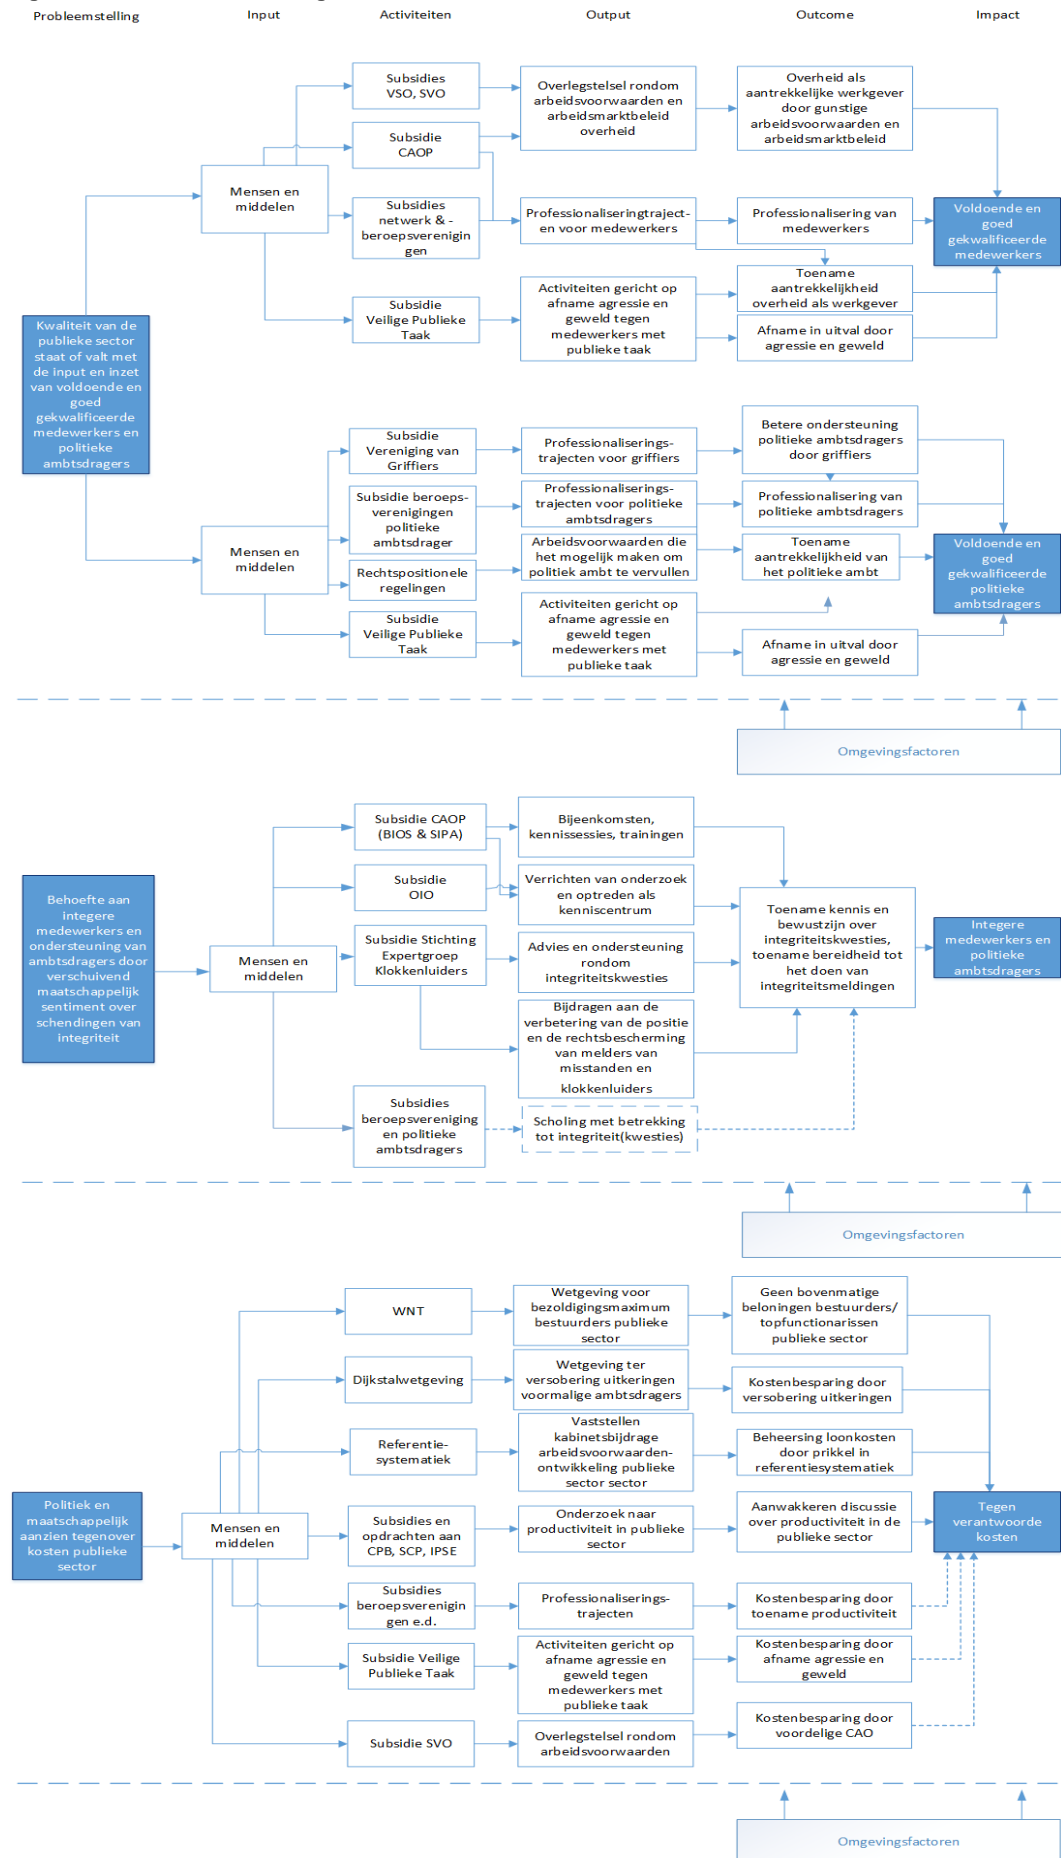 Probleemstelling
Input
Activiteiten
Output
Outcome
Impact
Kwaliteit van de
publieke sector
staat of valt met
de input en inzet
van voldoende en
goed
gekwalificeerde
medewerkers en
politieke
ambtsdragers
Mensen en
middelen
Subsidies
VSO, SVO
Subsidie
CAOP
Subsidies
netwerk & -
beroepsverenigin
gen
Subsidie
Veilige Publieke
Taak
Overlegstelsel rondom
arbeidsvoorwaarden en
arbeidsmarktbeleid
overheid
Professionaliseringtraject-
en voor medewerkers
Activiteiten gericht op
afname agressie en
geweld tegen
medewerkers met
publieke taak
Overheid als
aantrekkelijke werkgever
door gunstige
arbeidsvoorwaarden en
arbeidsmarktbeleid
Professionalisering van
medewerkers
Toename
aantrekkelijkheid
overheid als werkgever
Afname in uitval door
agressie en geweld
Voldoende en
goed
gekwalificeerde
medewerkers
Mensen en
middelen
Subsidie
Vereniging van
Griffiers
Subsidie beroeps-
verenigingen
politieke
ambtsdrager
Rechtspositionele
regelingen
Subsidie
Veilige Publieke
Taak
Professionaliserings-
trajecten voor griffiers
Professionaliserings-
trajecten voor politieke
ambtsdragers
Arbeidsvoorwaarden die
het mogelijk maken om
politiek ambt te vervullen
Activiteiten gericht op
afname agressie en
geweld tegen
medewerkers met
publieke taak
Betere ondersteuning
politieke ambtsdragers
door griffiers
Professionalisering van
politieke ambtsdragers
Toename
aantrekkelijkheid van
het politieke ambt
Afname in uitval door
agressie en geweld
Voldoende en
goed
gekwalificeerde
politieke
ambtsdragers
Omgevingsfactoren
Behoefte aan
integere
medewerkers en
ondersteuning van
ambtsdragers door
verschuivend
maatschappelijk
sentiment over
schendingen van
integriteit
Mensen en
middelen
Subsidie CAOP
(BIOS & SIPA)
Subsidie
OIO
Subsidie Stichting
Expertgroep
Klokkenluiders
Subsidies
beroepsvereniging
en politieke
ambtsdragers
Bijeenkomsten,
kennissessies, trainingen
Verrichten van onderzoek
en optreden als
kenniscentrum
Advies en ondersteuning
rondom
integriteitskwesties
Bijdragen aan de
verbetering van de positie
en de rechtsbescherming
van melders van
misstanden en
klokkenluiders
Scholing met betrekking
tot integriteit(kwesties)
Toename kennis en
bewustzijn over
integriteitskwesties,
toename bereidheid tot
het doen van
integriteitsmeldingen
Integere
medewerkers en
politieke
ambtsdragers
Omgevingsfactoren
Politiek en
maatschappelijk
aanzien tegenover
kosten publieke
sector
Mensen en
middelen
WNT
Dijkstalwetgeving
Referentie-
systematiek
Subsidies en
opdrachten aan
CPB, SCP, IPSE
Subsidies
beroepsverenigin
gen e.d.
Subsidie Veilige
Publieke Taak
Subsidie SVO
Wetgeving voor
bezoldigingsmaximum
bestuurders publieke
sector
Wetgeving ter
versobering uitkeringen
voormalige ambtsdragers
Vaststellen
kabinetsbijdrage
arbeidsvoorwaarden-
ontwikkeling publieke
sector sector
Onderzoek naar
productiviteit in publieke
sector
Professionaliserings-
trajecten
Activiteiten gericht op
afname agressie en
geweld tegen
medewerkers met
publieke taak
Overlegstelsel rondom
arbeidsvoorwaarden
Geen bovenmatige
beloningen bestuurders/
topfunctionarissen
publieke sector
Kostenbesparing door
versobering uitkeringen
Beheersing loonkosten
door prikkel in
referentiesystematiek
Aanwakkeren discussie
over productiviteit in de
publieke sector
Kostenbesparing door
toename productiviteit
Kostenbesparing door
afname agressie en
geweld
Kostenbesparing door
voordelige CAO
Tegen
verantwoorde
kosten
Omgevingsfactoren